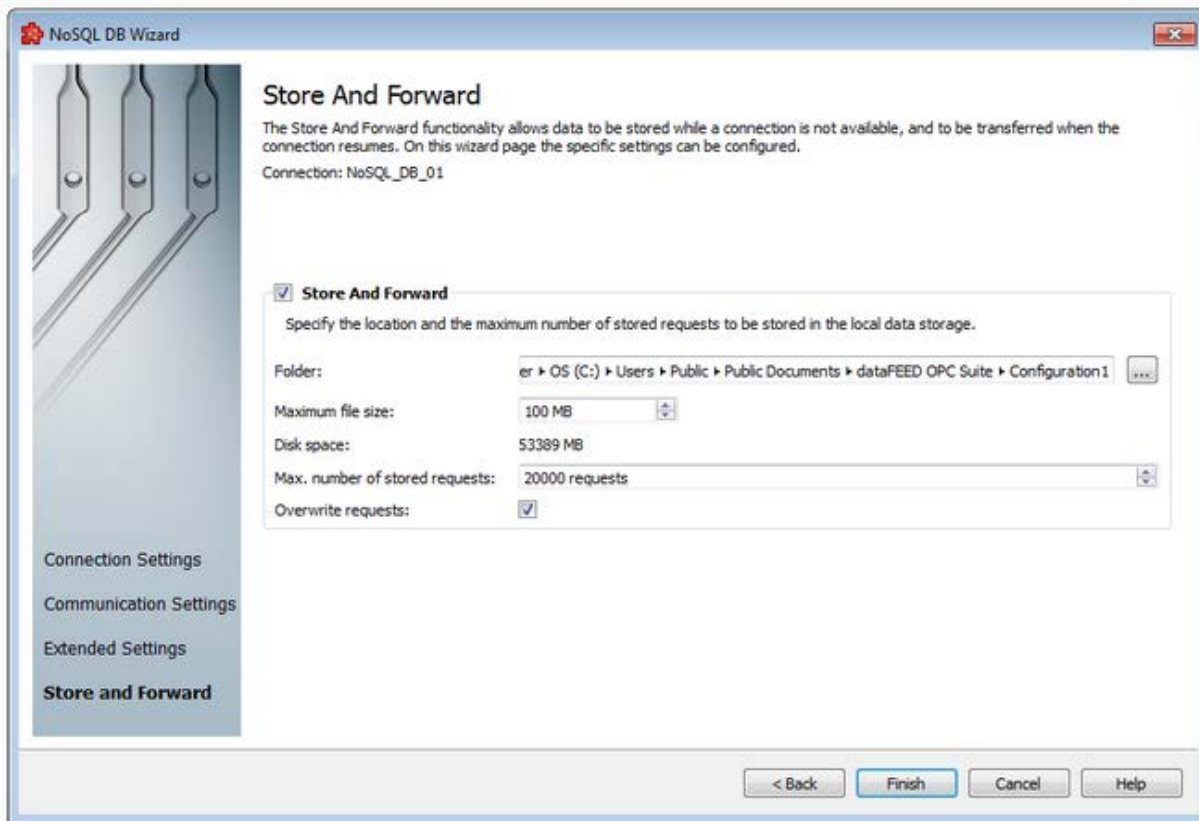 NoSQL DB Wizard
Store And Forward
The Store And Forward functionality allows data to be stored while a connection is not available, and to be transferred when the
connection resumes. On this wizard page the specific settings can be configured.
Connection: NoSQL_DB_01
Store And Forward
Specify the location and the maximum number of stored requests to be stored in the local data storage.
Folder: er ▸ OS (C:) ▸ Users ▸ Public ▸ Public Documents ▸ dataFEED OPC Suite ▸ Configuration1 ...
Maximum file size: 100 MB
Disk space: 53389 MB
Max. number of stored requests: 20000 requests
Overwrite requests:
Connection Settings
Communication Settings
Extended Settings
Store and Forward
< Back Finish Cancel Help